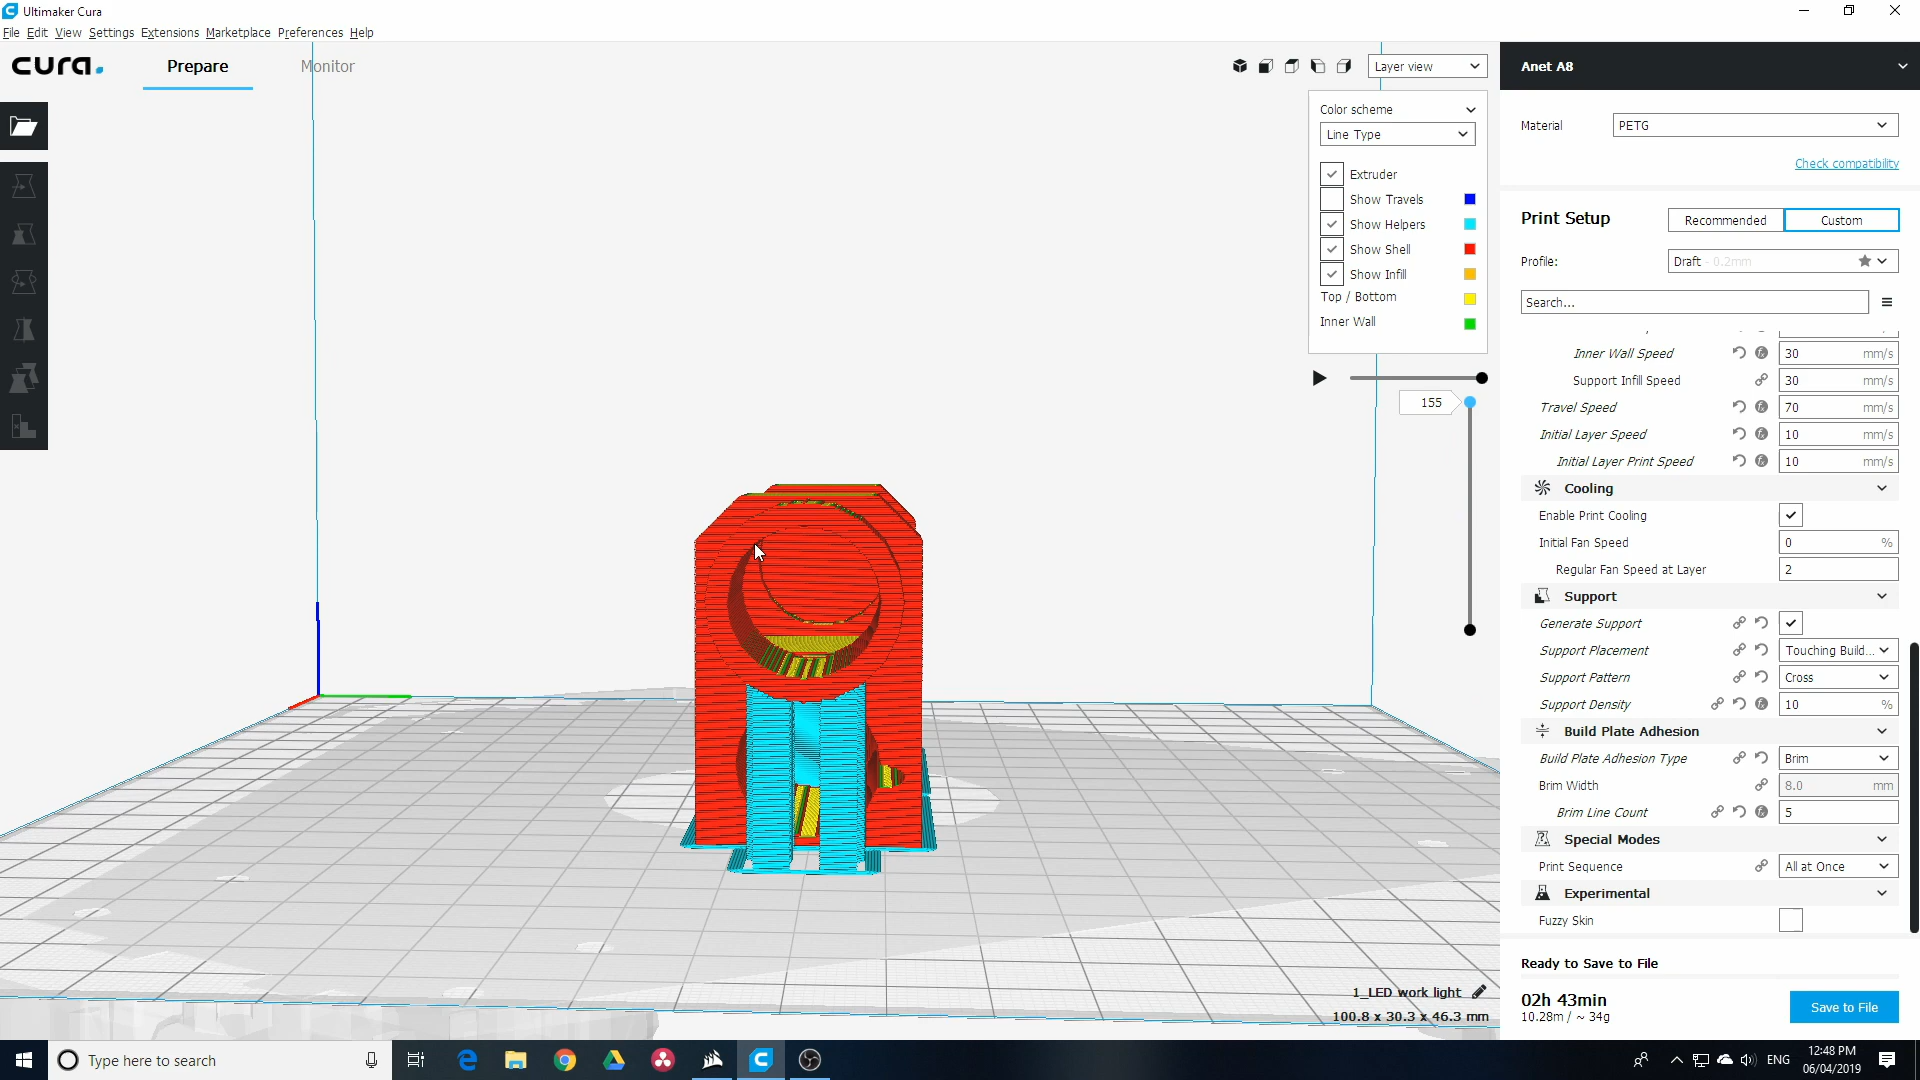 Ultimaker Cura
File Edit View Settings Extensions Marketplace Preferences Help
cura. Prepare Monitor
Layer view
Anet A8
Color scheme
Line Type
Extruder
Show Travels
Show Helpers
Show Shell
Show Infill
Top / Bottom
Inner Wall
155
Material PETG
Check compatibility
Print Setup Recommended Custom
Profile: Draft - 0.2mm
Search...
Inner Wall Speed 30 mm/s
Support Infill Speed 30 mm/s
Travel Speed 70 mm/s
Initial Layer Speed 10 mm/s
Initial Layer Print Speed 10 mm/s
Cooling
Enable Print Cooling
Initial Fan Speed 0 %
Regular Fan Speed at Layer 2
Support
Generate Support
Support Placement Touching Build...
Support Pattern Cross
Support Density 10 %
Build Plate Adhesion
Build Plate Adhesion Type Brim
Brim Width 8.0 mm
Brim Line Count 5
Special Modes
Print Sequence All at Once
Experimental
Fuzzy Skin
1_LED work light
100.8 x 30.3 x 46.3 mm
Ready to Save to File
02h 43min
10.28m / ~ 34g
Save to File
Type here to search
ENG
12:48 PM
06/04/2019